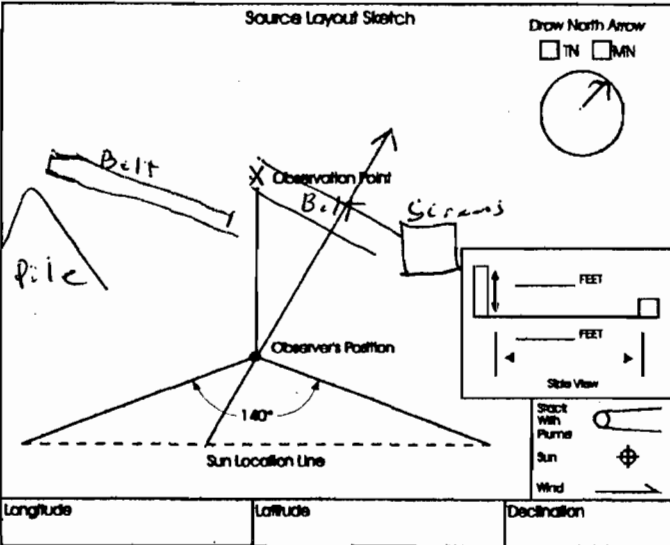 Source Layout Sketch
Draw North Arrow
TN MN
Belt
X Observation Point
Belt
Screens
Pile
FEET
Observer's Position
FEET
Side View
140°
Stack
With
Plume
Sun Location Line
Sun
Wind
Longitude Latitude Declination